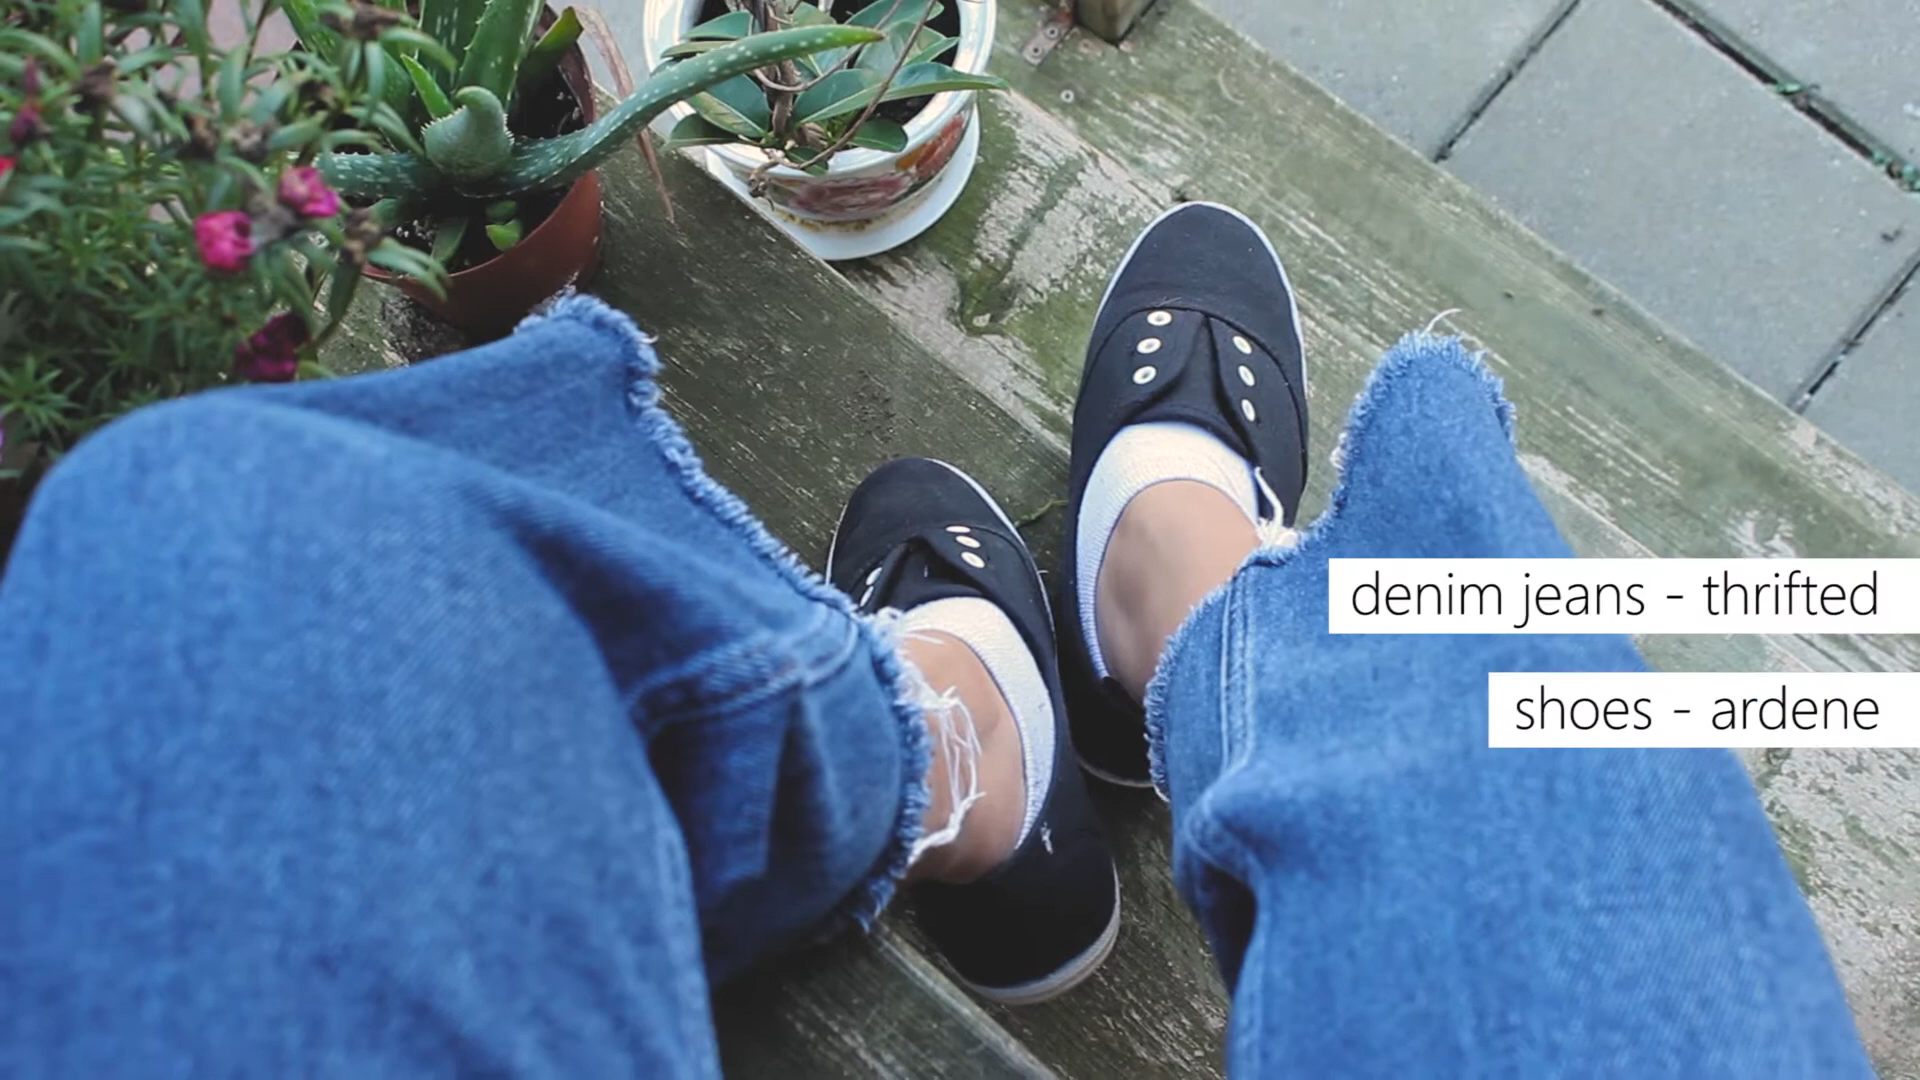 denim jeans - thrifted
shoes - ardene